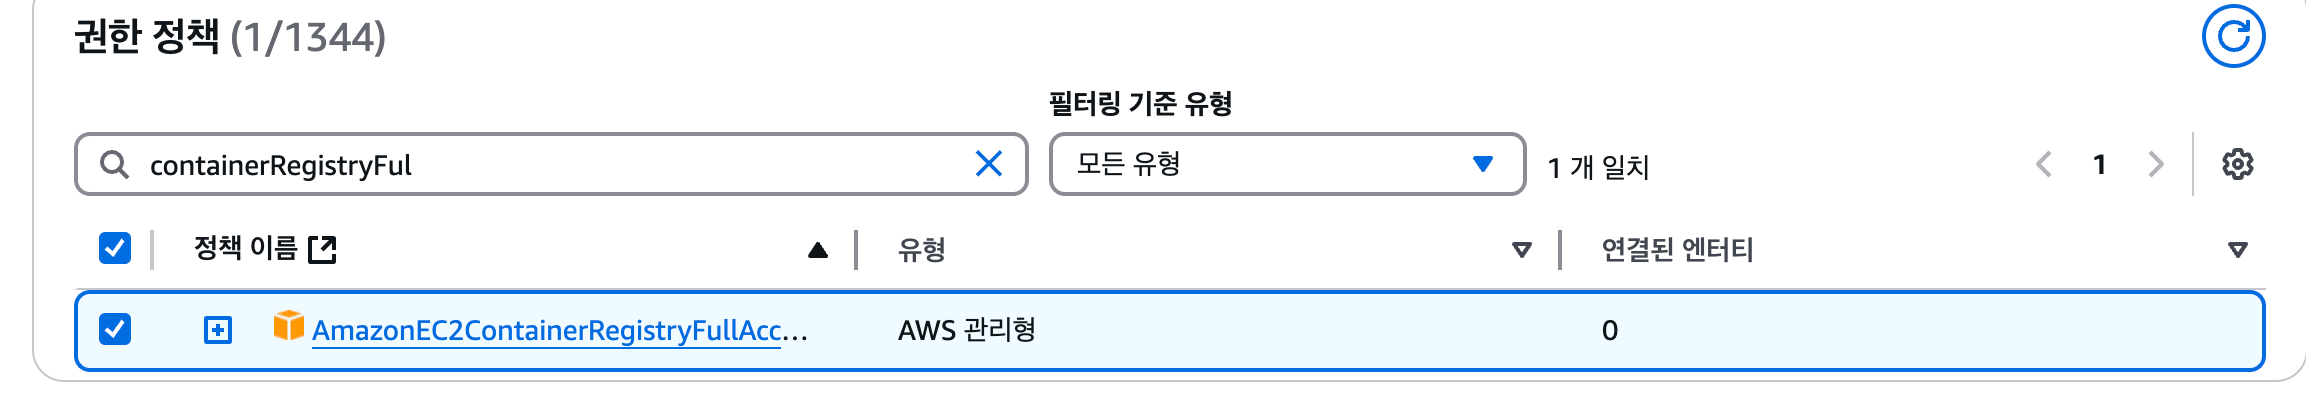 권한 정책 (1/1344)
필터링 기준 유형
containerRegistryFul
모든 유형
1 개 일치
1
정책 이름
유형
연결된 엔터티
AmazonEC2ContainerRegistryFullAcc...
AWS 관리형
0